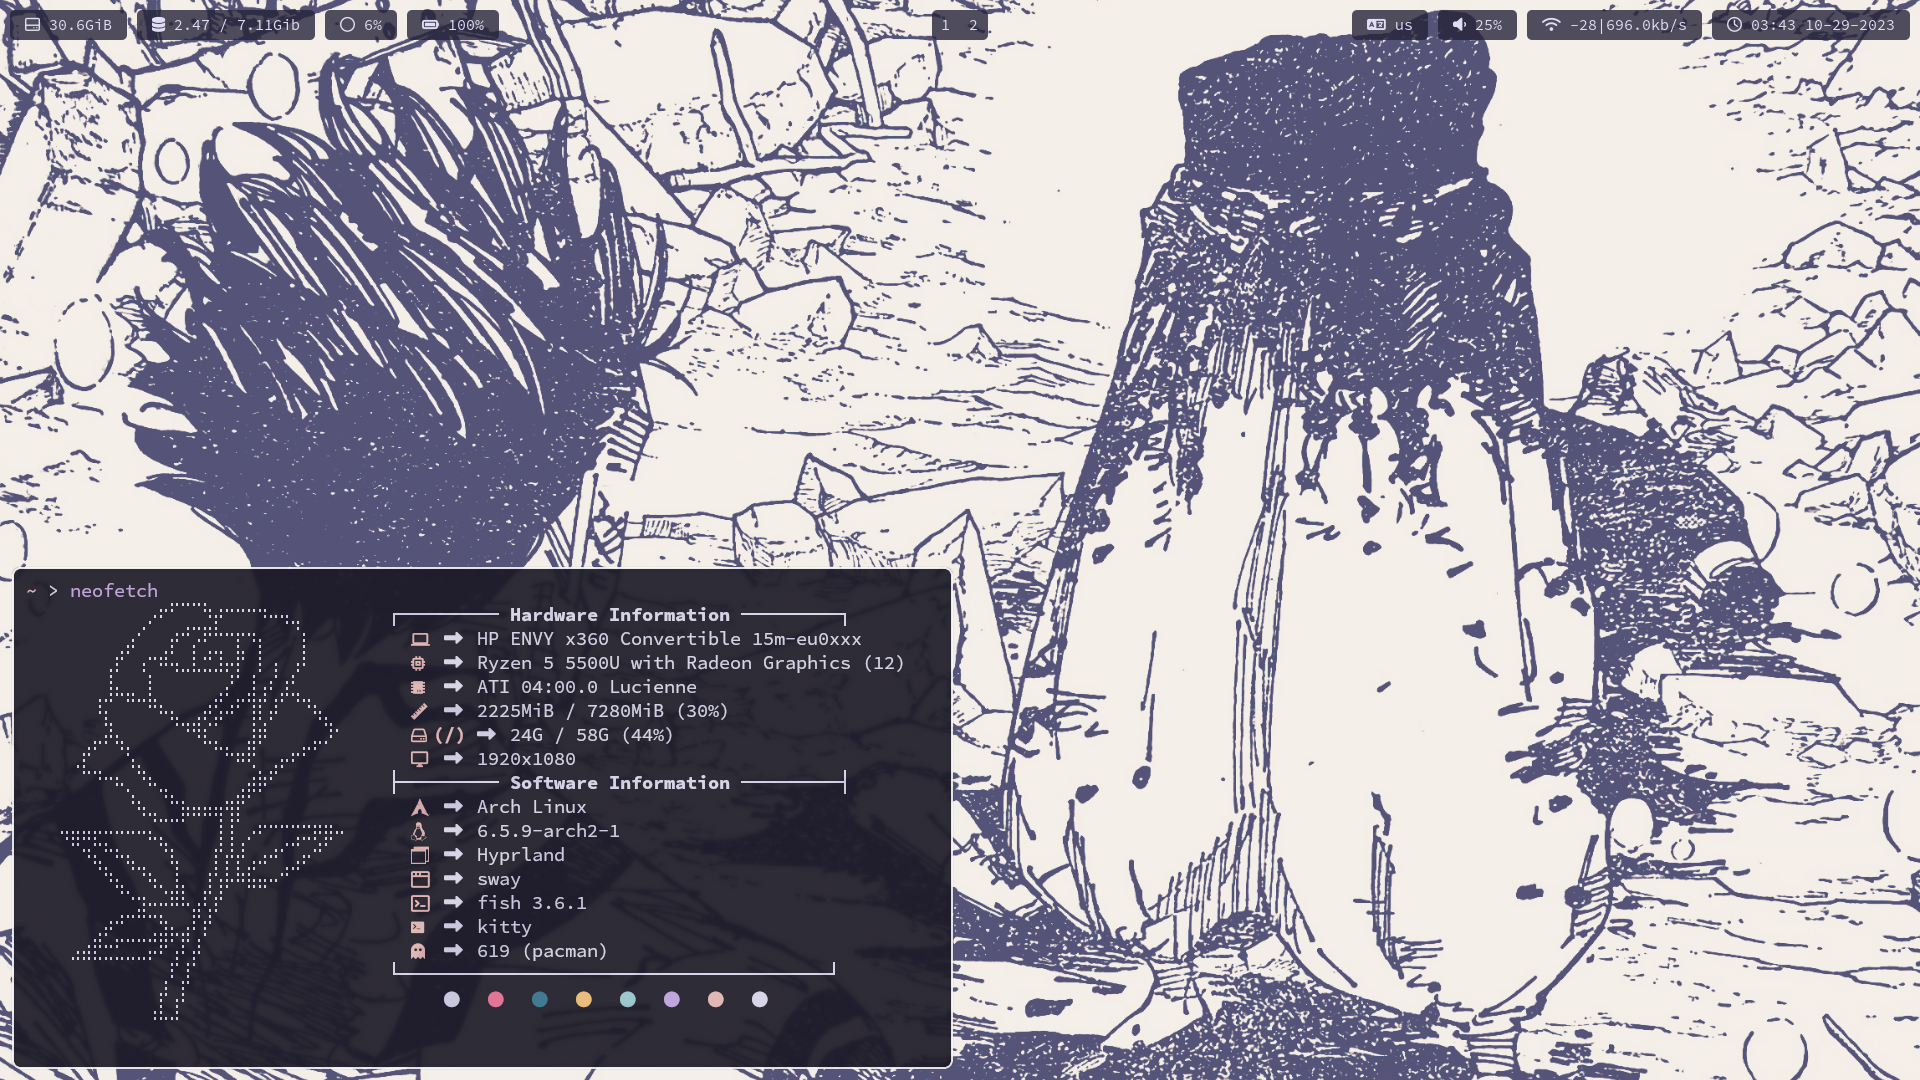 30.6GiB 2.47 / 7.11Gib 6% 100% 1 2 us 25% -28|696.0kb/s 03:43 10-29-2023
~ > neofetch
Hardware Information
HP ENVY x360 Convertible 15m-eu0xxx
Ryzen 5 5500U with Radeon Graphics (12)
ATI 04:00.0 Lucienne
2225MiB / 7280MiB (30%)
(/) 24G / 58G (44%)
1920x1080
Software Information
Arch Linux
6.5.9-arch2-1
Hyprland
sway
fish 3.6.1
kitty
619 (pacman)